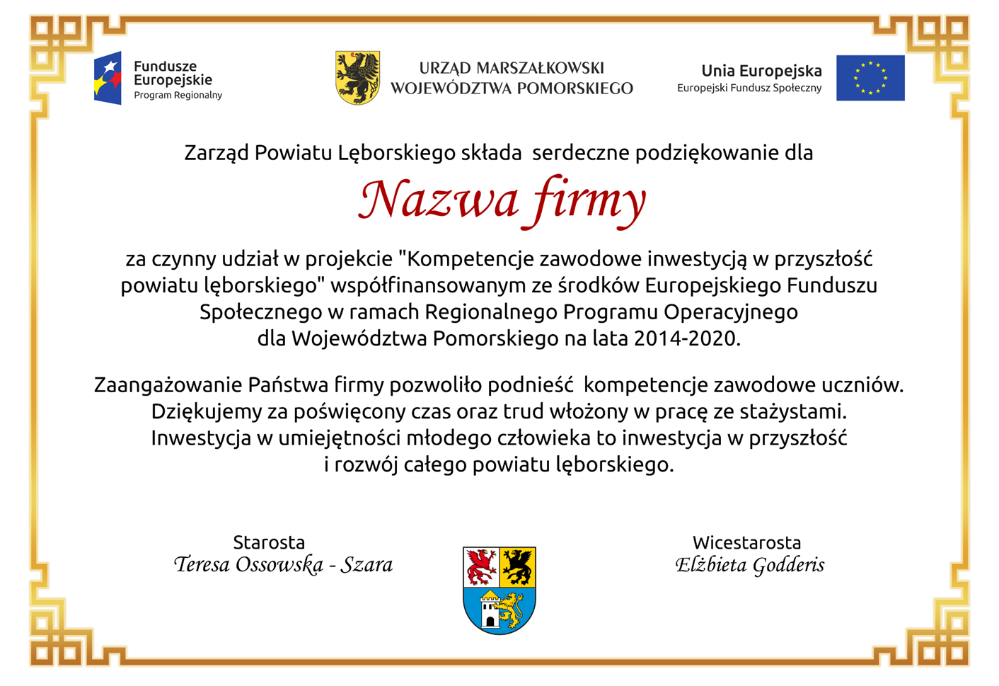 Fundusze
Europejskie
Program Regionalny
URZĄD MARSZAŁKOWSKI
WOJEWÓDZTWA POMORSKIEGO
Unia Europejska
Europejski Fundusz Społeczny
Zarząd Powiatu Lęborskiego składa  serdeczne podziękowanie dla
Nazwa firmy
za czynny udział w projekcie "Kompetencje zawodowe inwestycją w przyszłość
powiatu lęborskiego" współfinansowanym ze środków Europejskiego Funduszu
Społecznego w ramach Regionalnego Programu Operacyjnego
dla Województwa Pomorskiego na lata 2014-2020.
Zaangażowanie Państwa firmy pozwoliło podnieść  kompetencje zawodowe uczniów.
Dziękujemy za poświęcony czas oraz trud włożony w pracę ze stażystami.
Inwestycja w umiejętności młodego człowieka to inwestycja w przyszłość
i rozwój całego powiatu lęborskiego.
Starosta
Teresa Ossowska - Szara
Wicestarosta
Elżbieta Godderis